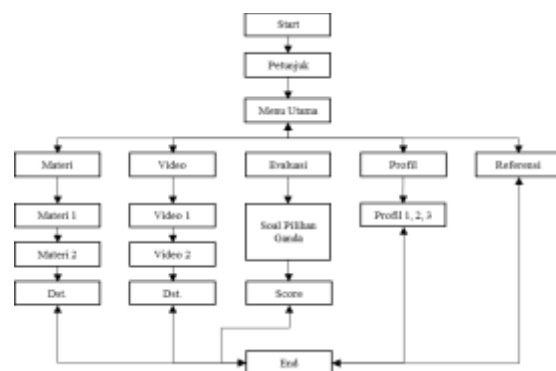 Start
Petunjuk
Menu Utama
Materi
Video
Evaluasi
Profil
Referensi
Materi 1
Video 1
Soal Pilihan
Ganda
Profil 1, 2, 3
Materi 2
Video 2
Dst.
Dst.
Score
End